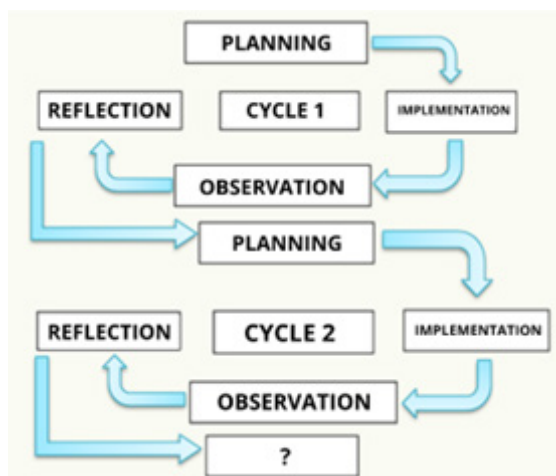 PLANNING
REFLECTION
CYCLE 1
IMPLEMENTATION
OBSERVATION
PLANNING
REFLECTION
CYCLE 2
IMPLEMENTATION
OBSERVATION
?